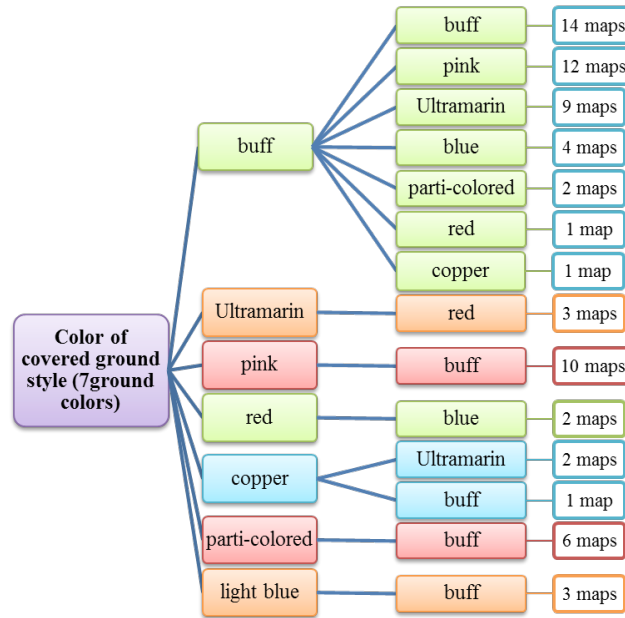 Color of
covered ground
style (7ground
colors)
buff
buff
14 maps
pink
12 maps
Ultramarin
9 maps
blue
4 maps
parti-colored
2 maps
red
1 map
copper
1 map
Ultramarin
red
3 maps
pink
buff
10 maps
red
blue
2 maps
copper
Ultramarin
2 maps
buff
1 map
parti-colored
buff
6 maps
light blue
buff
3 maps